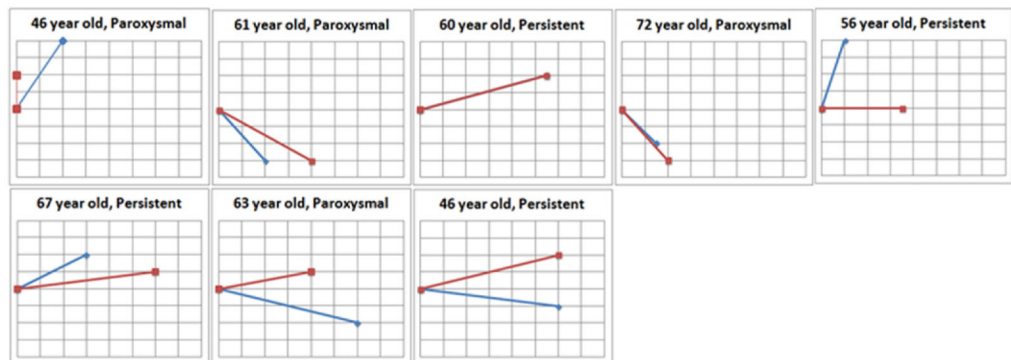 46 year old, Paroxysmal
61 year old, Paroxysmal
60 year old, Persistent
72 year old, Paroxysmal
56 year old, Persistent
67 year old, Persistent
63 year old, Paroxysmal
46 year old, Persistent